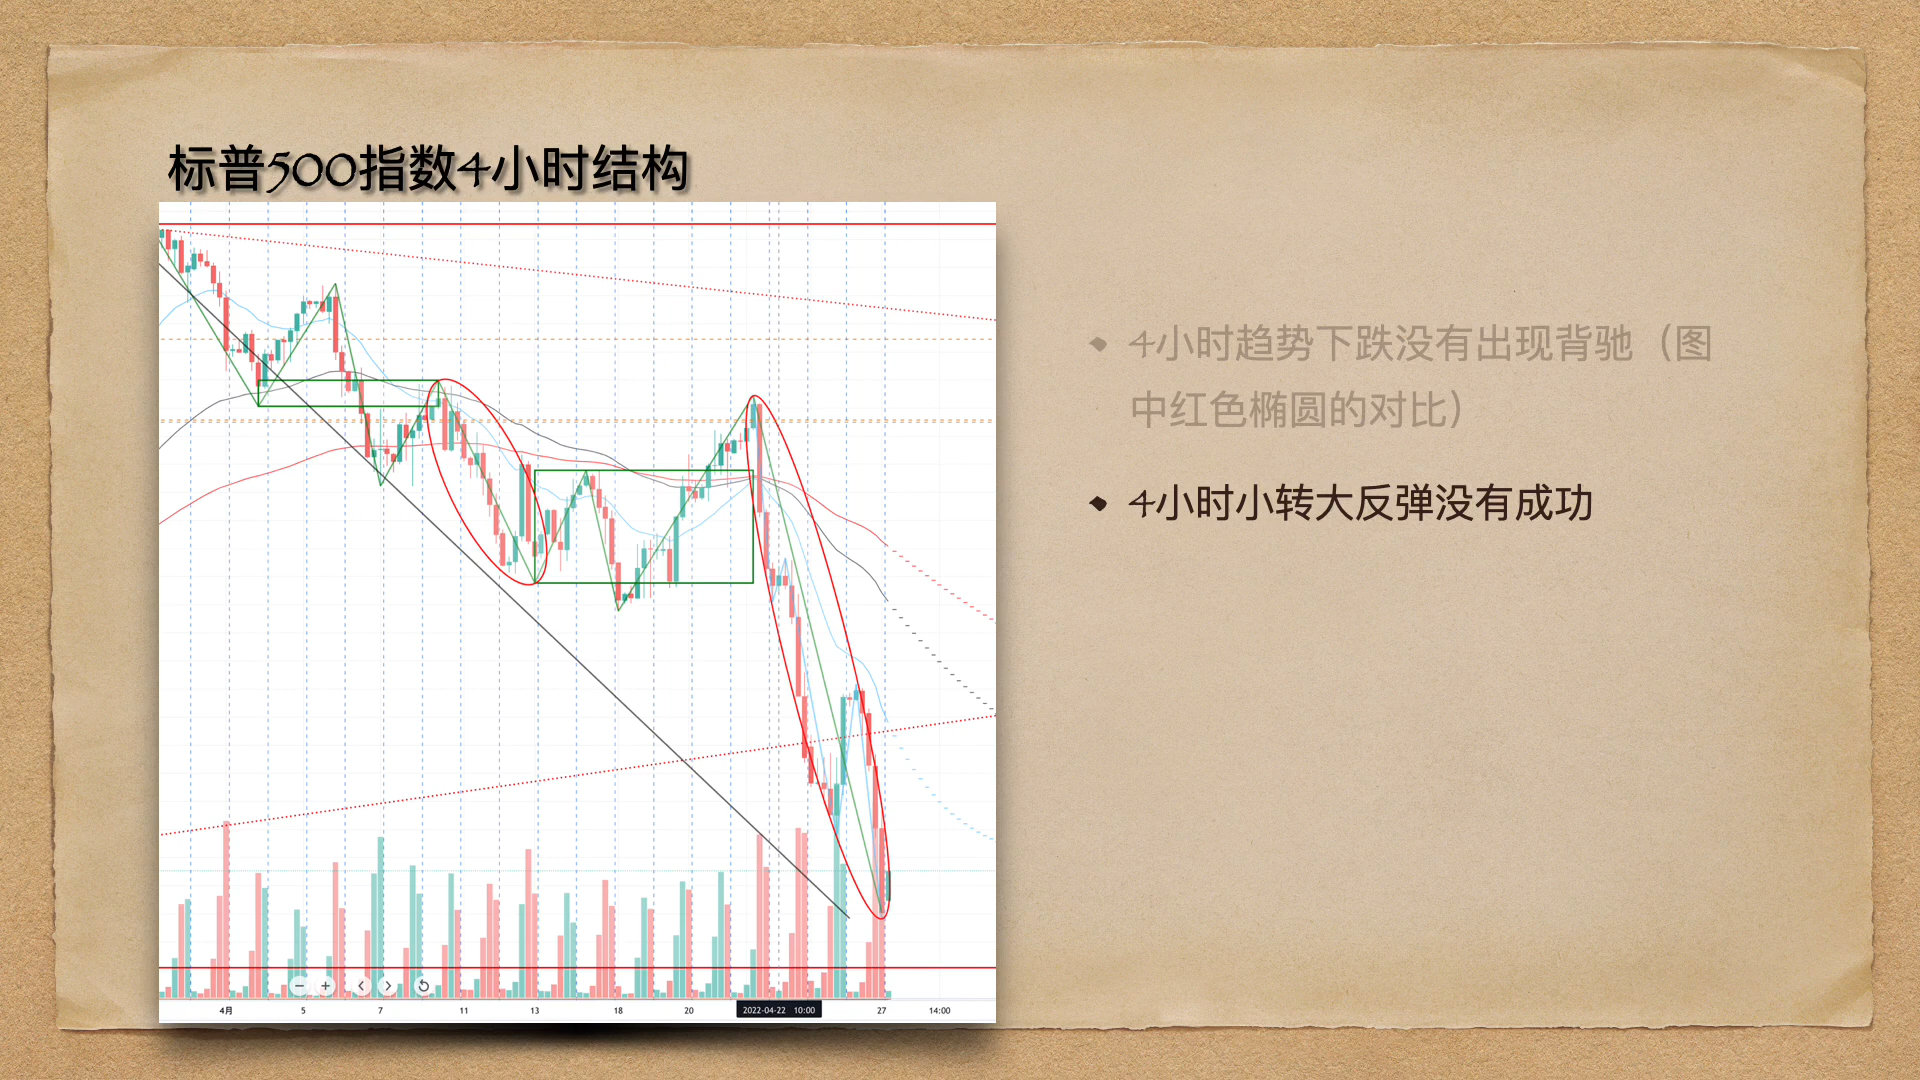 标普500指数4小时结构
4小时趋势下跌没有出现背驰（图
中红色椭圆的对比）
4小时小转大反弹没有成功
4月 5 7 11 13 18 20 2022-04-22 10:00 27 14:00